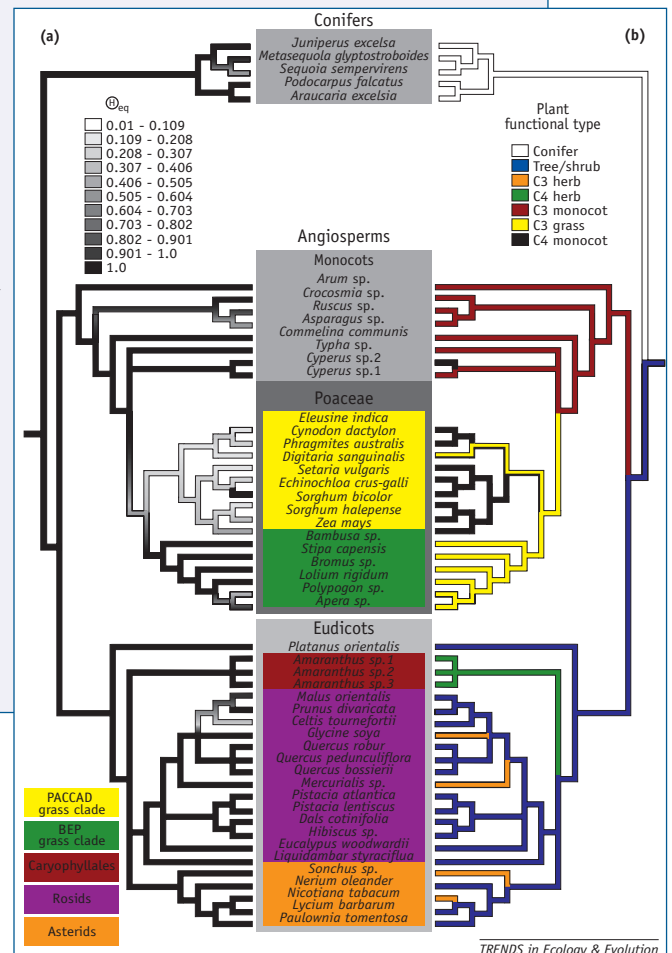 Conifers
(a)
(b)
Juniperus excelsa
Metasequola glyptostroboides
Sequoia sempervirens
Podocarpus falcatus
Araucaria excelsia
Ⓗeq
0.01 - 0.109
0.109 - 0.208
0.208 - 0.307
0.307 - 0.406
0.406 - 0.505
0.505 - 0.604
0.604 - 0.703
0.703 - 0.802
0.802 - 0.901
0.901 - 1.0
1.0
Plant
functional type
Conifer
Tree/shrub
C3 herb
C4 herb
C3 monocot
C3 grass
C4 monocot
Angiosperms
Monocots
Arum sp.
Crocosmia sp.
Ruscus sp.
Asparagus sp.
Commelina communis
Typha sp.
Cyperus sp.2
Cyperus sp.1
Poaceae
Eleusine indica
Cynodon dactylon
Phragmites australis
Digitaria sanguinalis
Setaria vulgaris
Echinochloa crus-galli
Sorghum bicolor
Sorghum halepense
Zea mays
Bambusa sp.
Stipa capensis
Bromus sp.
Lolium rigidum
Polypogon sp.
Apera sp.
Eudicots
Platanus orientalis
Amaranthus sp.1
Amaranthus sp.2
Amaranthus sp.3
Malus orientalis
Prunus divaricata
Celtis tournefortii
Glycine soya
Quercus robur
Quercus pedunculiflora
Quercus bossierii
Mercurialis sp.
Pistacia atlantica
Pistacia lentiscus
Dals cotinifolia
Hibiscus sp.
Eucalypus woodwardii
Liquidambar styraciflua
Sonchus sp.
Nerium oleander
Nicotiana tabacum
Lycium barbarum
Paulownia tomentosa
PACCAD
grass clade
BEP
grass clade
Caryophyllales
Rosids
Asterids
TRENDS in Ecology & Evolution